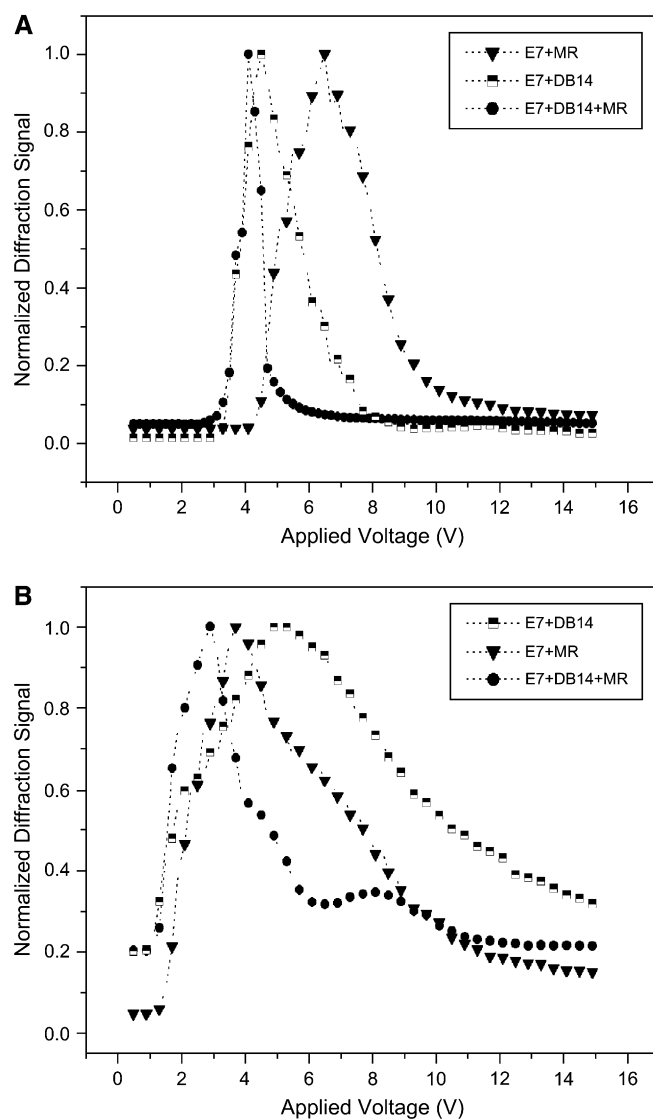 A
Normalized Diffraction Signal
1.0
0.8
0.6
0.4
0.2
0.0
E7+MR
E7+DB14
E7+DB14+MR
0 2 4 6 8 10 12 14 16
Applied Voltage (V)
B
Normalized Diffraction Signal
1.0
0.8
0.6
0.4
0.2
0.0
E7+DB14
E7+MR
E7+DB14+MR
0 2 4 6 8 10 12 14 16
Applied Voltage (V)